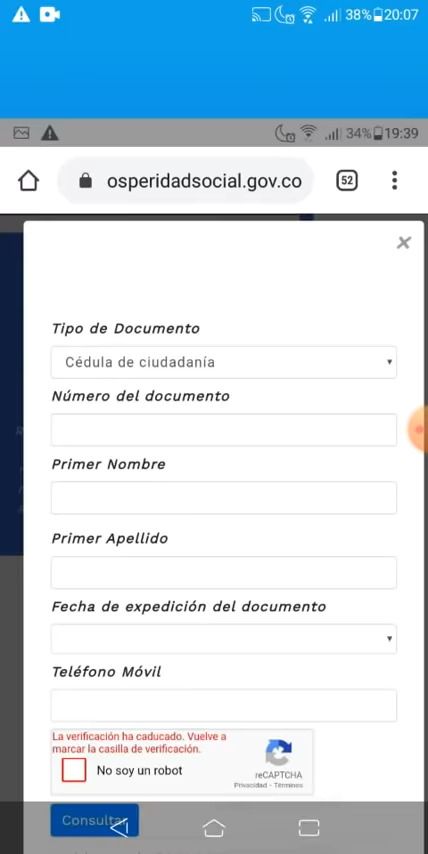 38% 20:07
34% 19:39
osperidadsocial.gov.co
52
Tipo de Documento
Cédula de ciudadanía
Número del documento
Primer Nombre
Primer Apellido
Fecha de expedición del documento
Teléfono Móvil
La verificación ha caducado. Vuelve a
marcar la casilla de verificación.
No soy un robot
reCAPTCHA
Privacidad - Términos
Consultar